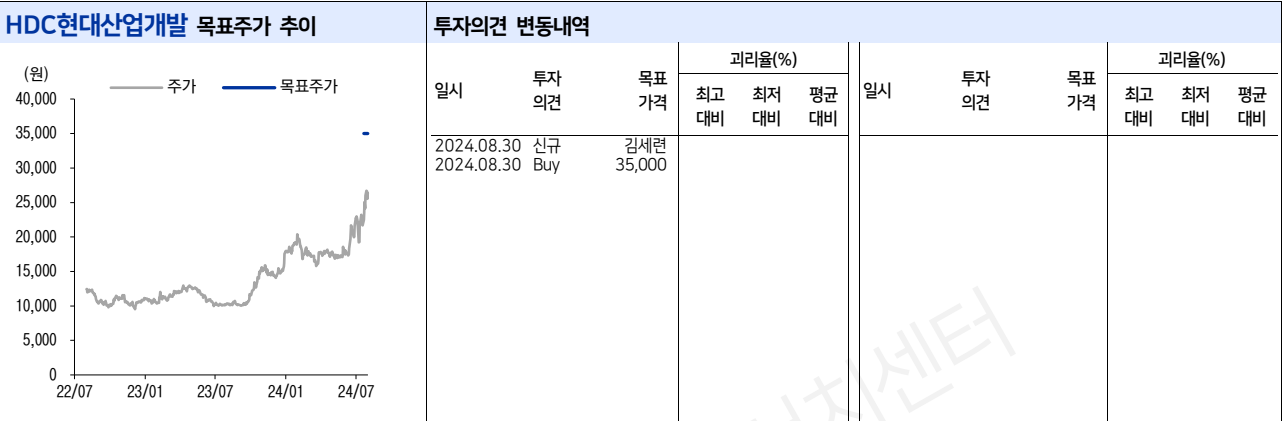 HDC현대산업개발 목표주가 추이
(원)
주가 목표주가
40,000
35,000
30,000
25,000
20,000
15,000
10,000
5,000
0
22/07 23/01 23/07 24/01 24/07
투자의견 변동내역
일시 투자의견 목표가격 괴리율(%)
최고대비 최저대비 평균대비
2024.08.30 신규 김세련
2024.08.30 Buy 35,000
일시 투자의견 목표가격 괴리율(%)
최고대비 최저대비 평균대비